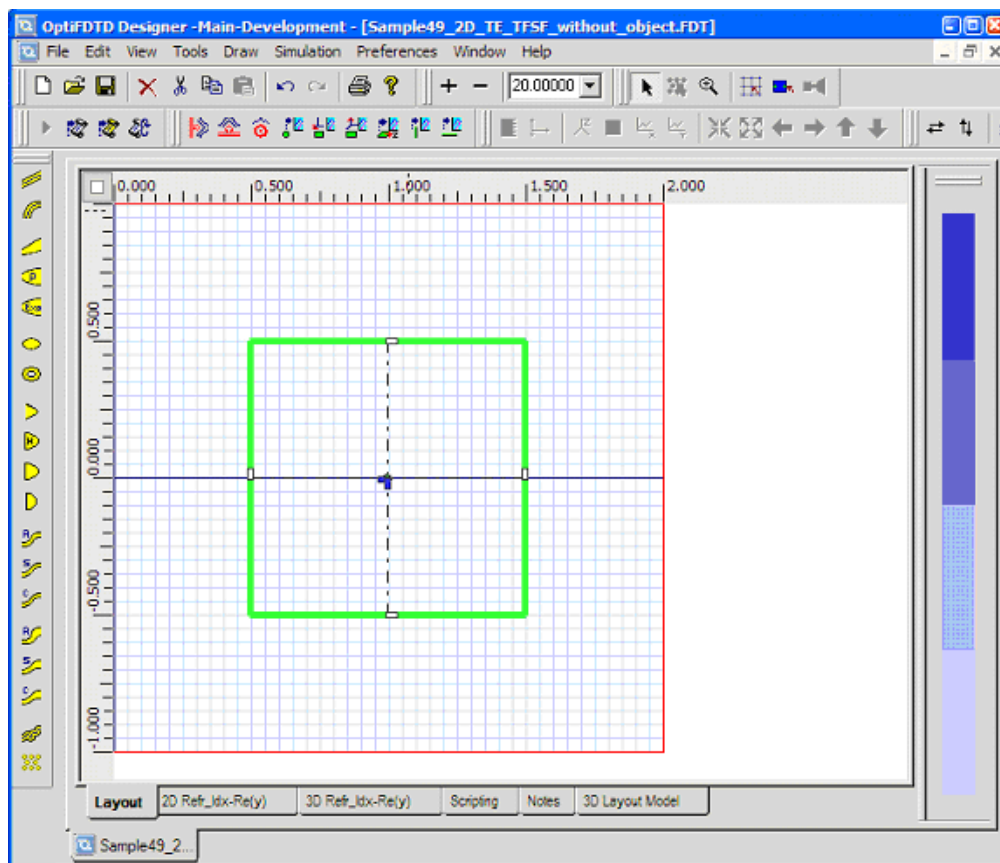 OptiFDTD Designer -Main-Development - [Sample49_2D_TE_TFSF_without_object.FDT]
File Edit View Tools Draw Simulation Preferences Window Help
20.00000
0.000 0.500 1.000 1.500 2.000
0.500
0.000
-0.500
-1.000
Layout 2D Refr_Idx-Re(y) 3D Refr_Idx-Re(y) Scripting Notes 3D Layout Model
Sample49_2...